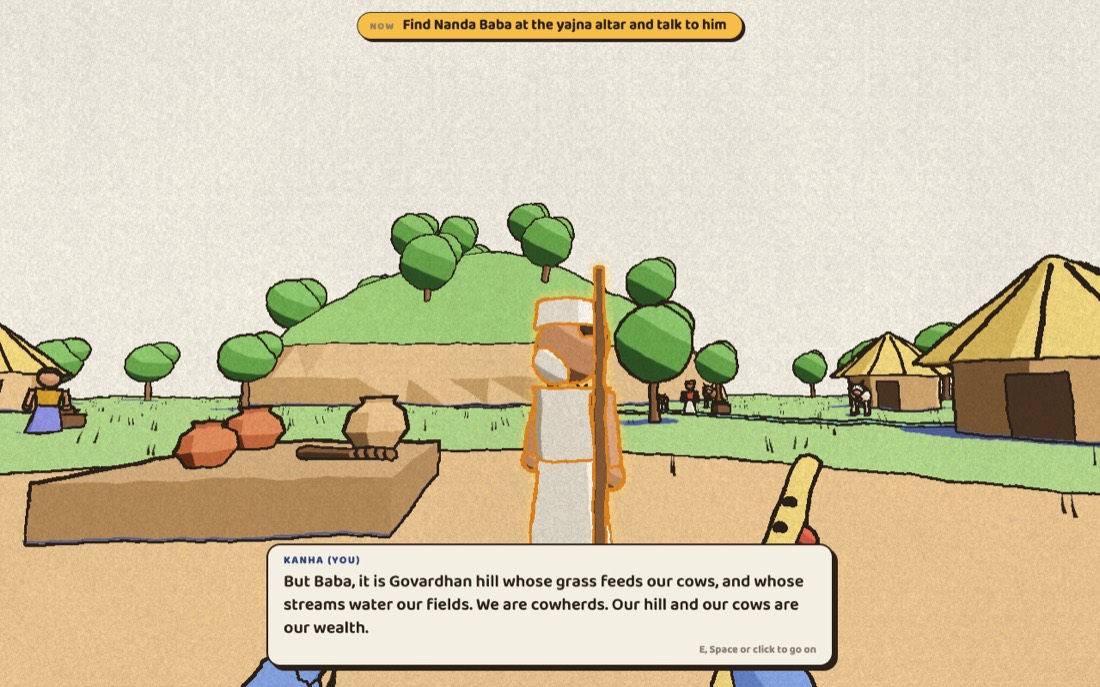 NOW Find Nanda Baba at the yajna altar and talk to him
KANHA (YOU)
But Baba, it is Govardhan hill whose grass feeds our cows, and whose
streams water our fields. We are cowherds. Our hill and our cows are
our wealth.
E, Space or click to go on